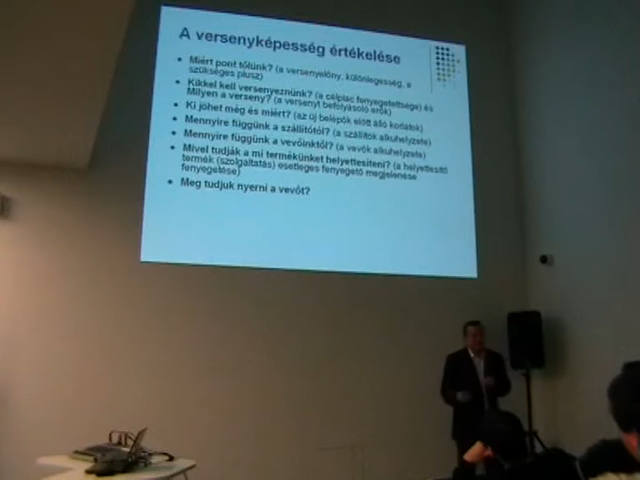 A versenyképesség értékelése
• Miért pont tőlünk? (a versenyelőny, különlegesség, a
szükséges plusz)
• Kikkel kell versenyeznünk? (a célpiac fenyegetettsége) és
Milyen a verseny? (a versenyt befolyásoló erők)
• Ki jöhet még és miért? (az új belépők előtt álló korlátok)
• Mennyire függünk a szállítótól? (a szállítók alkuhelyzete)
• Mennyire függünk a vevőinktől? (a vevők alkuhelyzete)
• Mivel tudják a mi termékünket helyettesíteni? (a helyettesítő
termék (szolgáltatás) esetleges fenyegető megjelenése
fenyegetése)
• Meg tudjuk nyerni a vevőt?